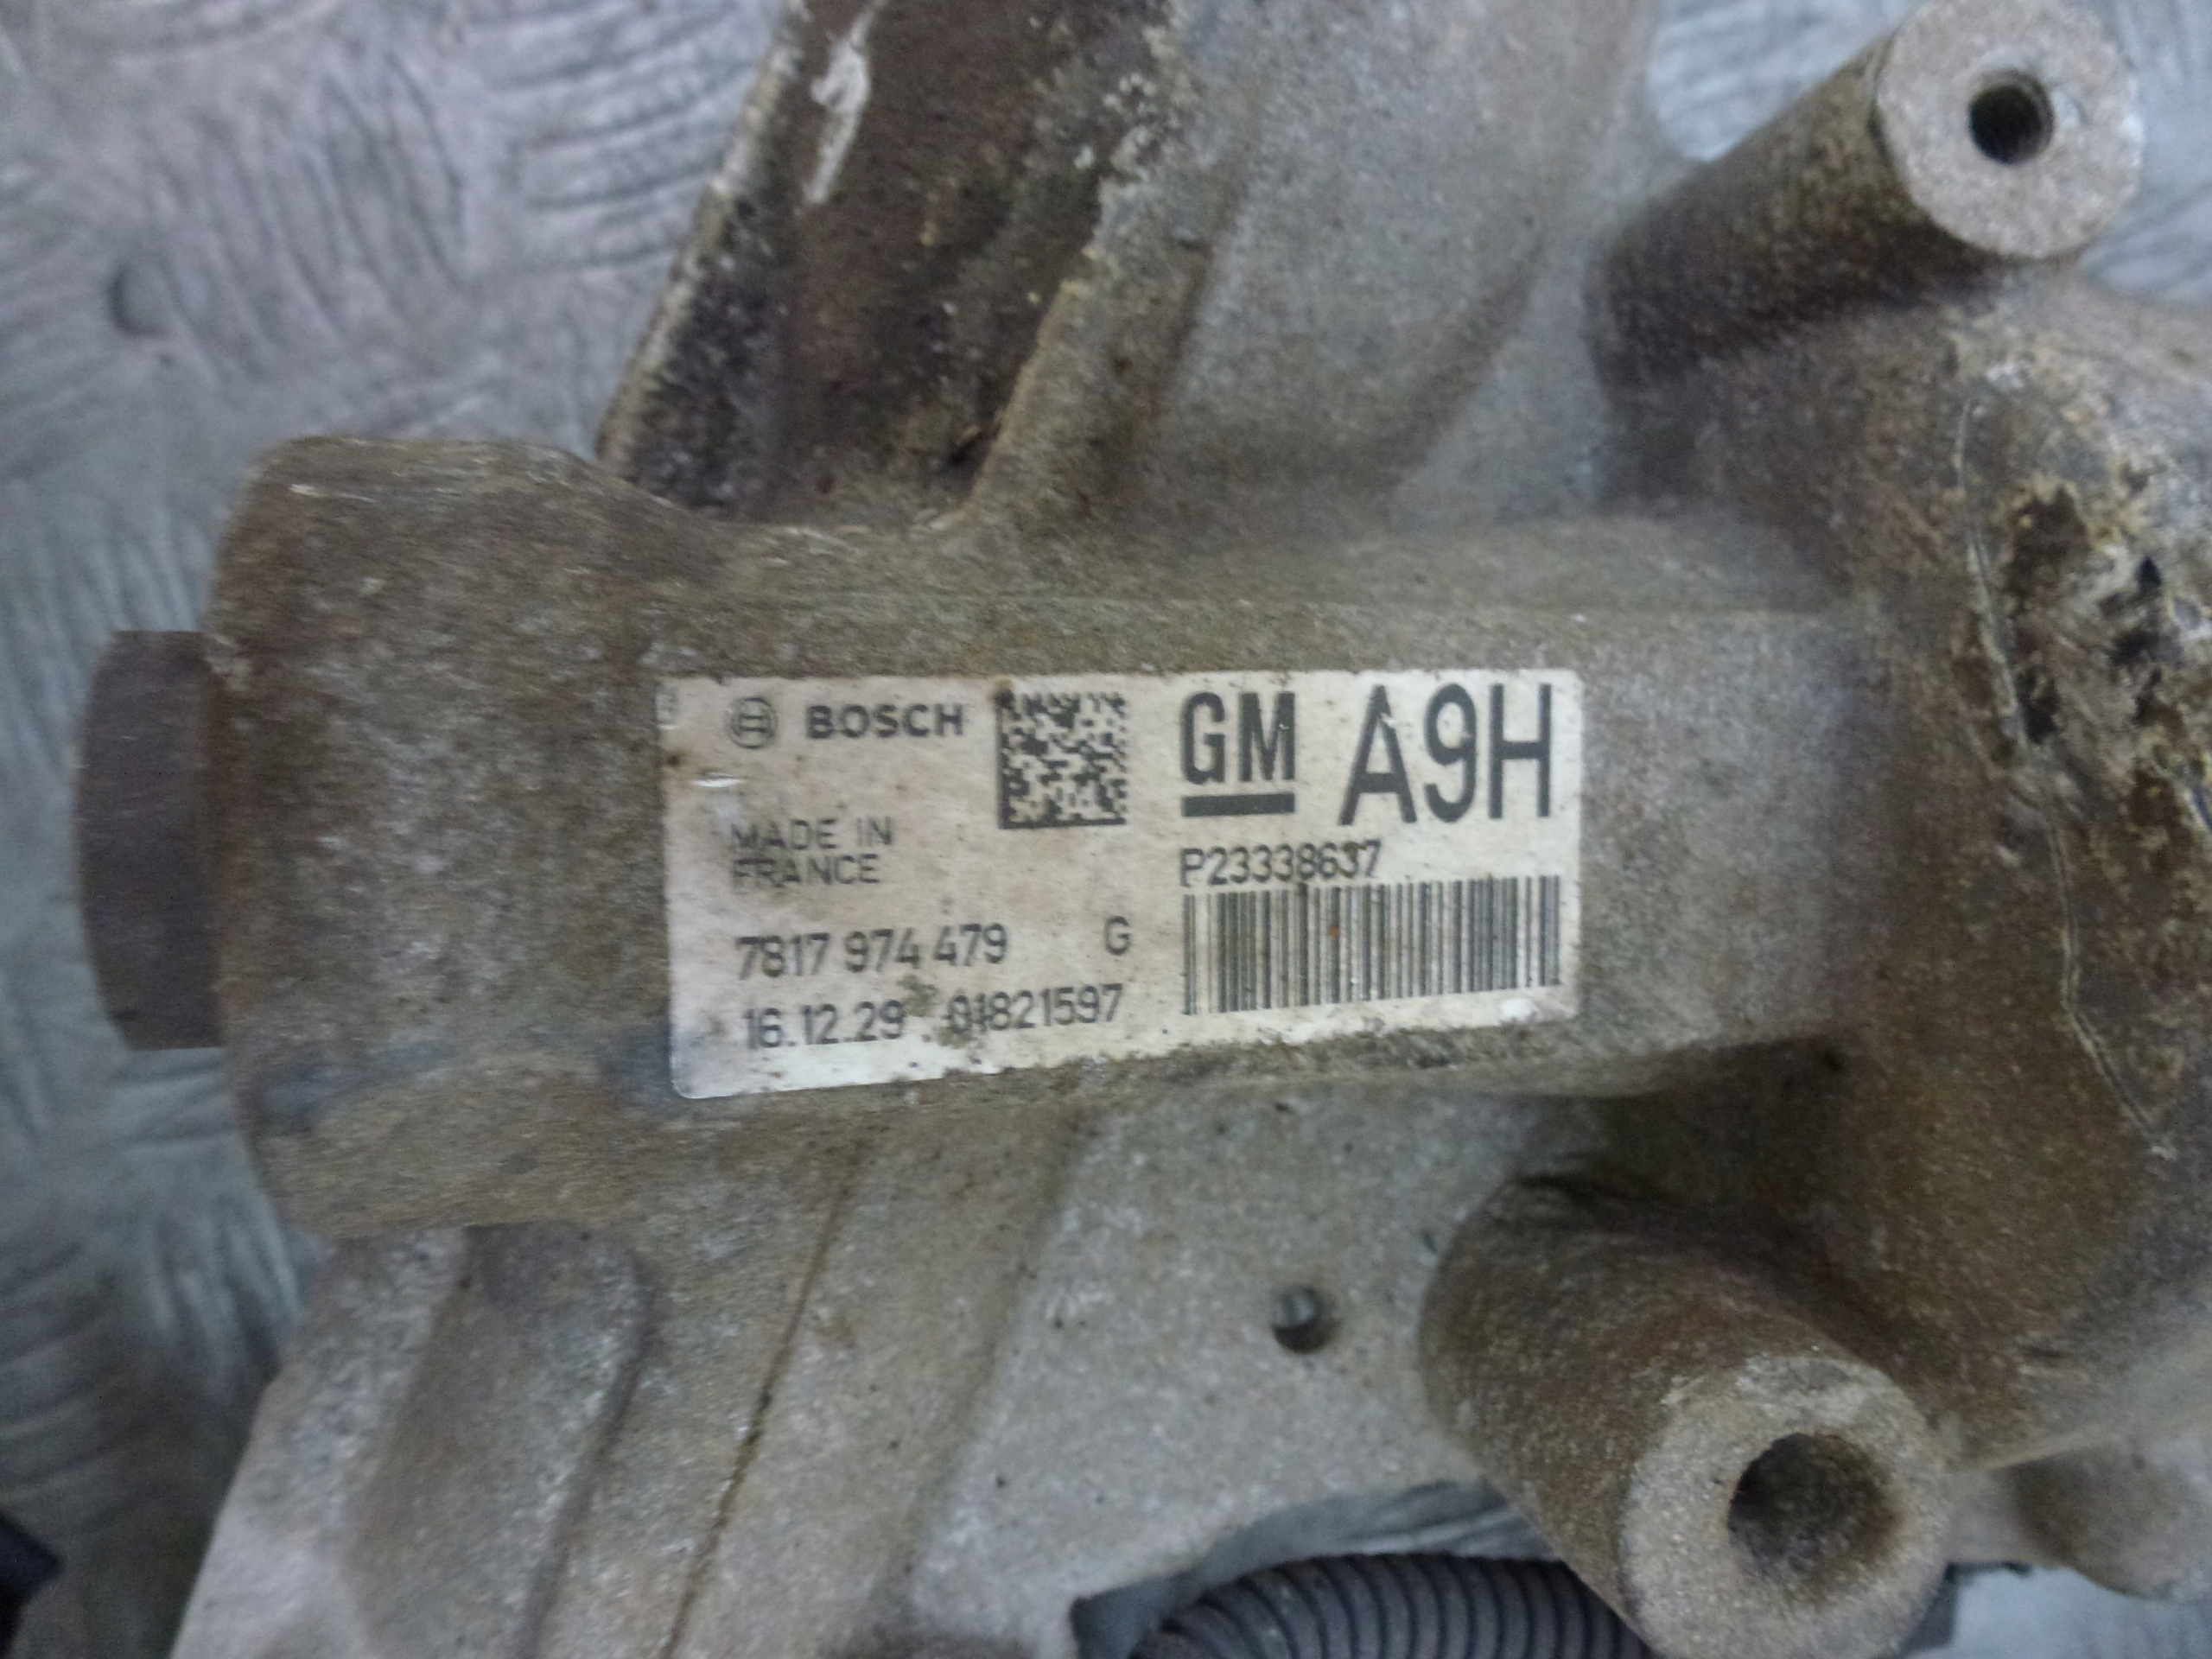 BOSCH
MADE IN
FRANCE
7817 974 479 G
16.12.29 01821597
GM A9H
P23338637